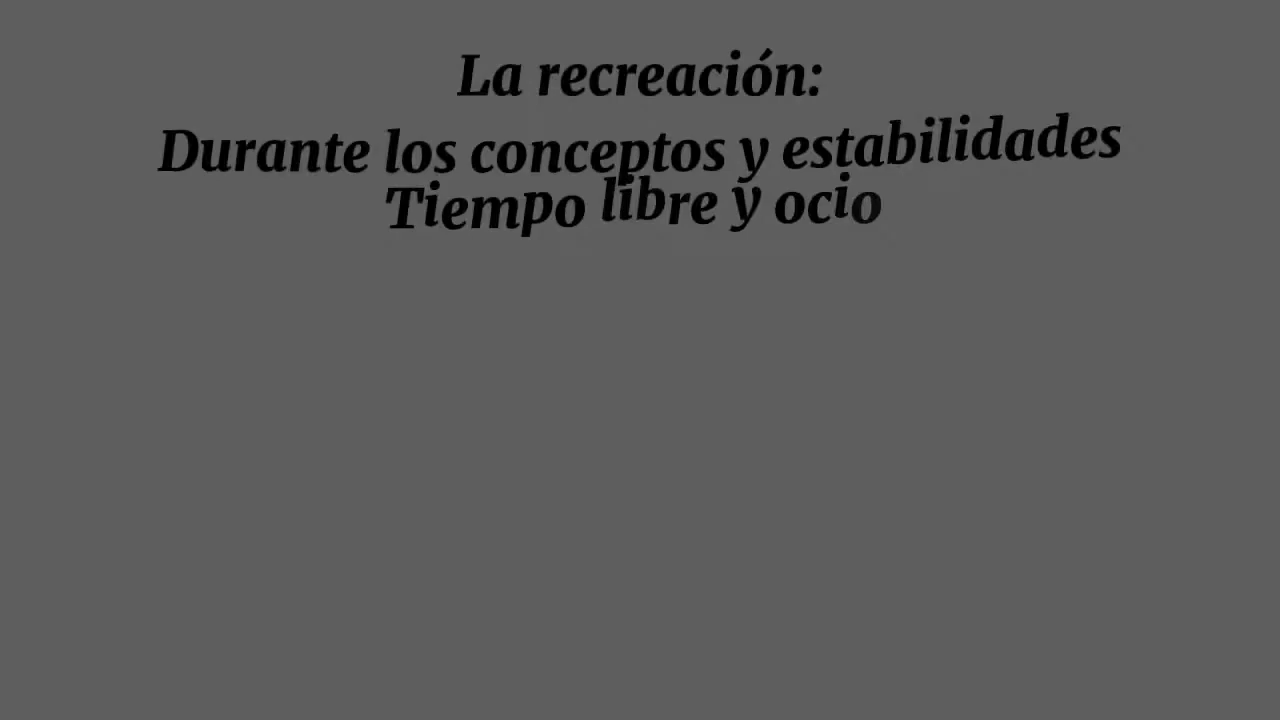 La recreación:
Durante los conceptos y estabilidades
Tiempo libre y ocio